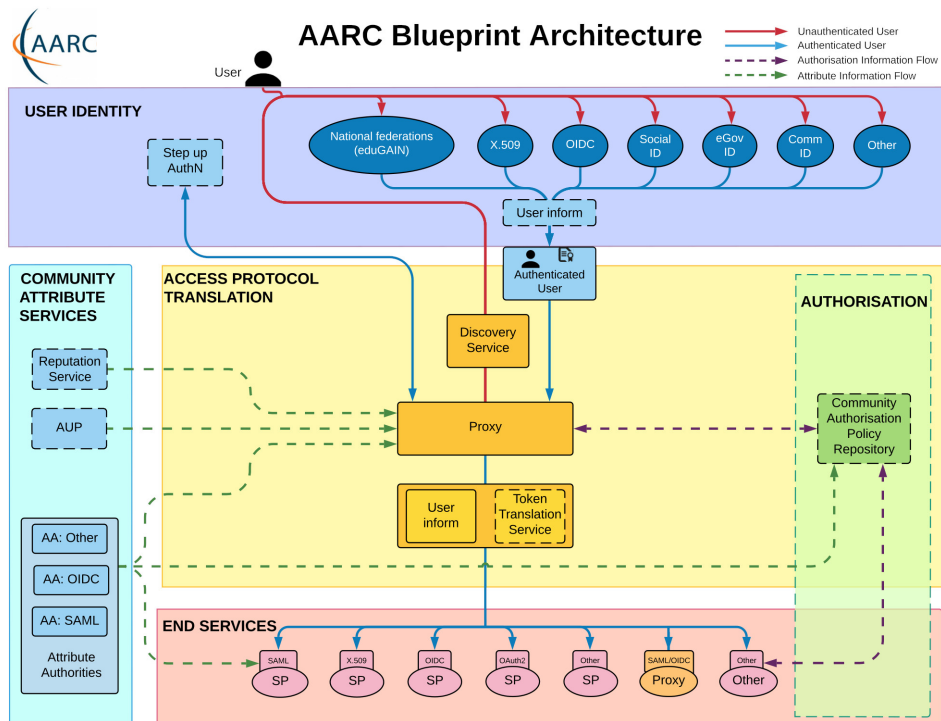 AARC
AARC Blueprint Architecture
Unauthenticated User
Authenticated User
Authorisation Information Flow
Attribute Information Flow
User
USER IDENTITY
Step up
AuthN
National federations
(eduGAIN)
X.509
OIDC
Social
ID
eGov
ID
Comm
ID
Other
User inform
Authenticated
User
COMMUNITY
ATTRIBUTE
SERVICES
Reputation
Service
AUP
AA: Other
AA: OIDC
AA: SAML
Attribute
Authorities
ACCESS PROTOCOL
TRANSLATION
Discovery
Service
Proxy
User
inform
Token
Translation
Service
AUTHORISATION
Community
Authorisation
Policy
Repository
END SERVICES
SAML
SP
X.509
SP
OIDC
SP
OAuth2
SP
Other
SP
SAML/OIDC
Proxy
Other
Other